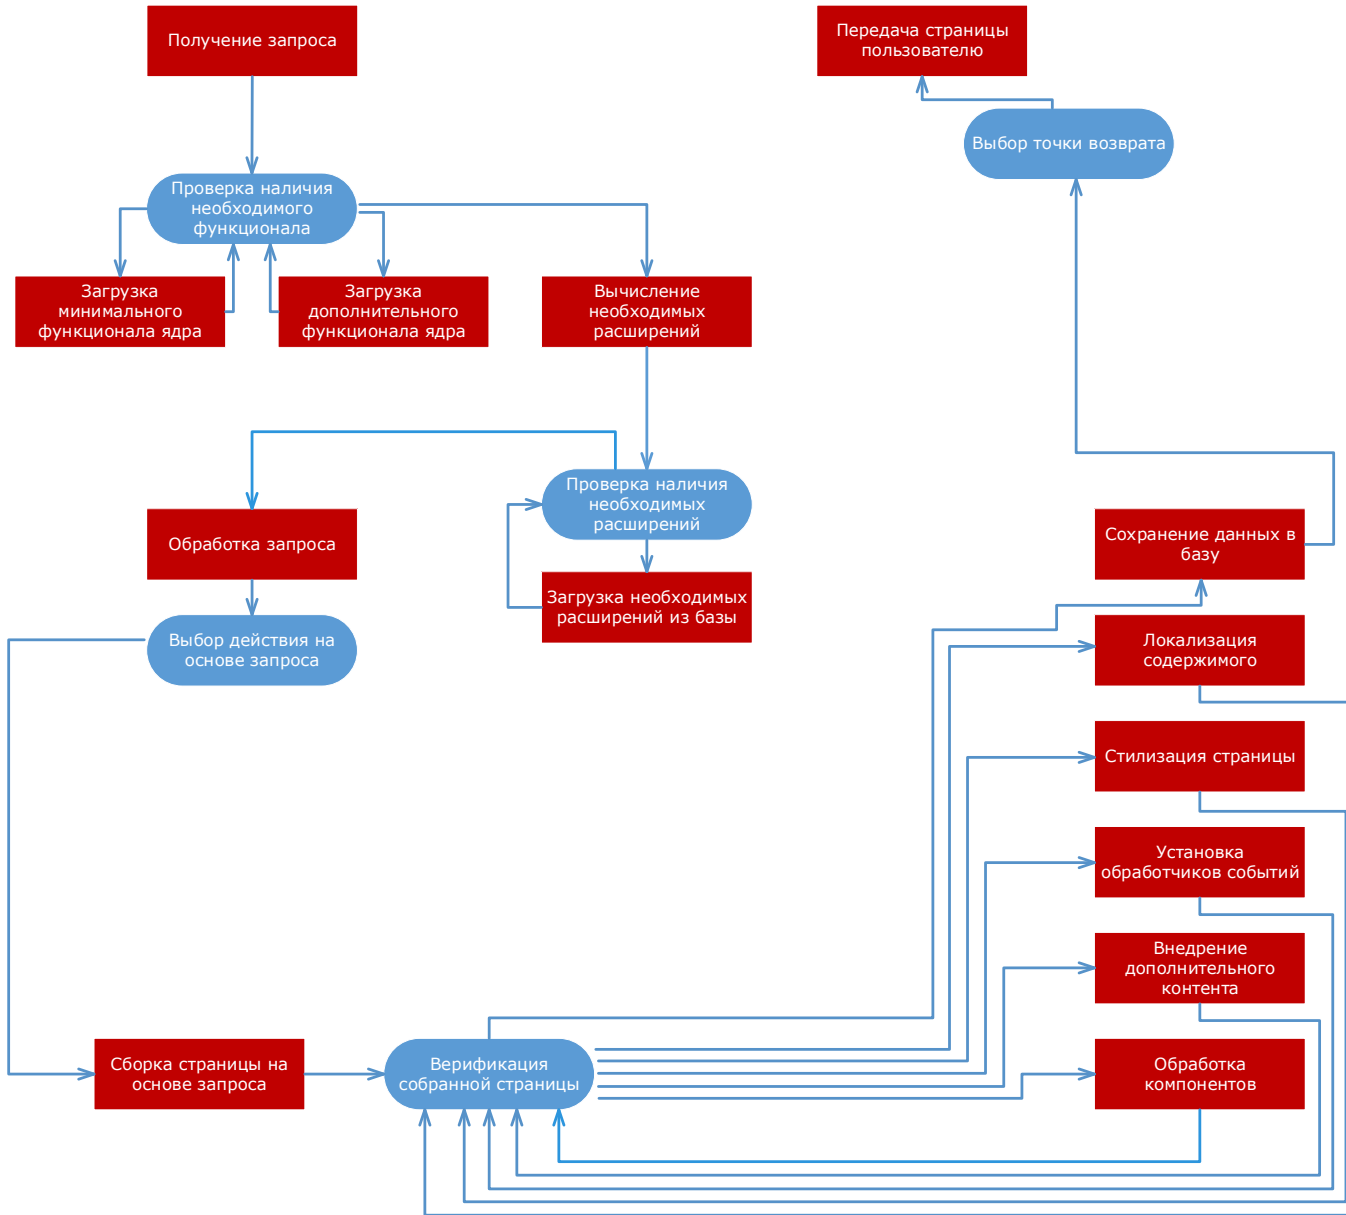 Получение запроса
Передача страницы
пользователю
Выбор точки возврата
Проверка наличия
необходимого
функционала
Загрузка
минимального
функционала ядра
Загрузка
дополнительного
функционала ядра
Вычисление
необходимых
расширений
Проверка наличия
необходимых
расширений
Обработка запроса
Загрузка необходимых
расширений из базы
Выбор действия на
основе запроса
Сохранение данных в
базу
Локализация
содержимого
Стилизация страницы
Установка
обработчиков событий
Внедрение
дополнительного
контента
Сборка страницы на
основе запроса
Верификация
собранной страницы
Обработка
компонентов